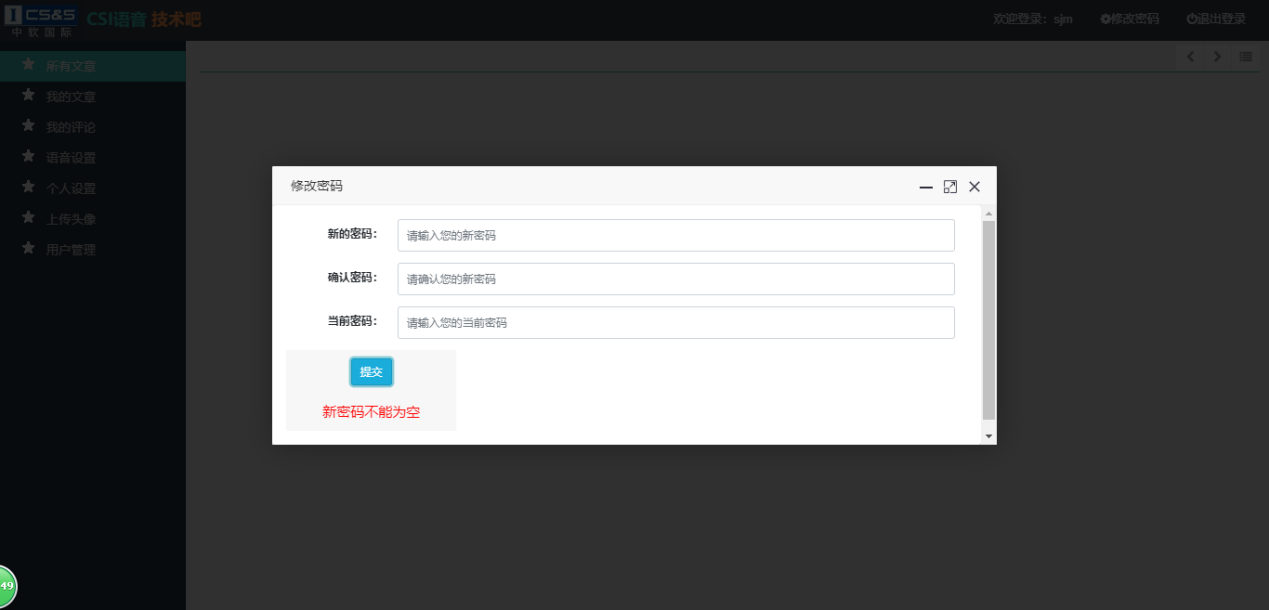 CS&S
中软国际
CSI语音 技术吧
欢迎登录：sjm
修改密码
退出登录
所有文章
我的文章
我的评论
语音设置
个人设置
上传头像
用户管理
修改密码
新的密码：
请输入您的新密码
确认密码：
请确认您的新密码
当前密码：
请输入您的当前密码
提交
新密码不能为空
49